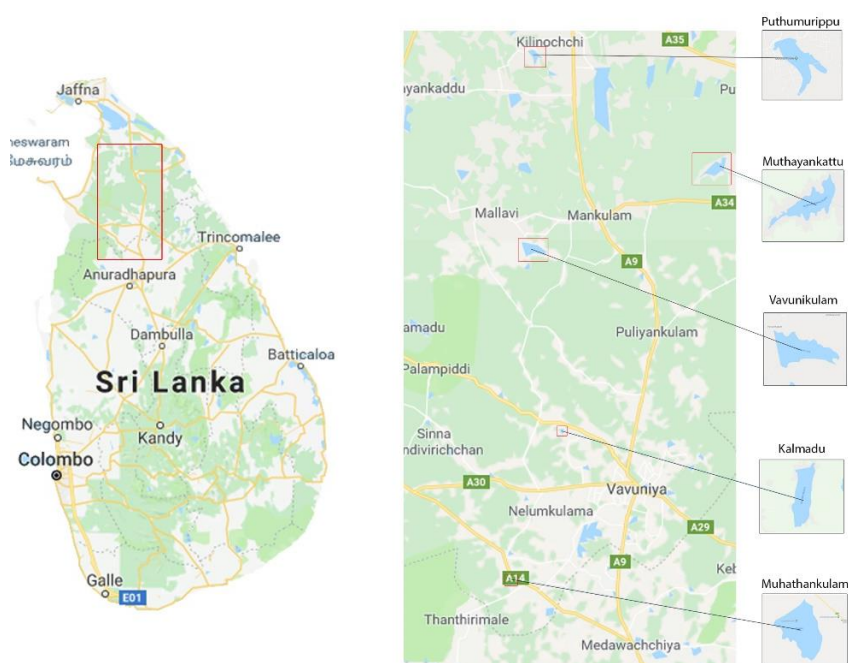 Jaffna
neswaram
Trincomalee
Anuradhapura
Dambulla
Batticaloa
Sri Lanka
Negombo
Kandy
Colombo
Galle
E01
Kilinochchi
A35
yankaddu
Pu
A34
Mallavi
Mankulam
A9
amadu
Puliyankulam
Palampiddi
Sinna
ndivirichchan
A30
Vavuniya
Nelumkulama
A29
A9
Keb
A14
Thanthirimale
Medawachchiya
Puthumurippu
Muthayankattu
Vavunikulam
Kalmadu
Muhathankulam